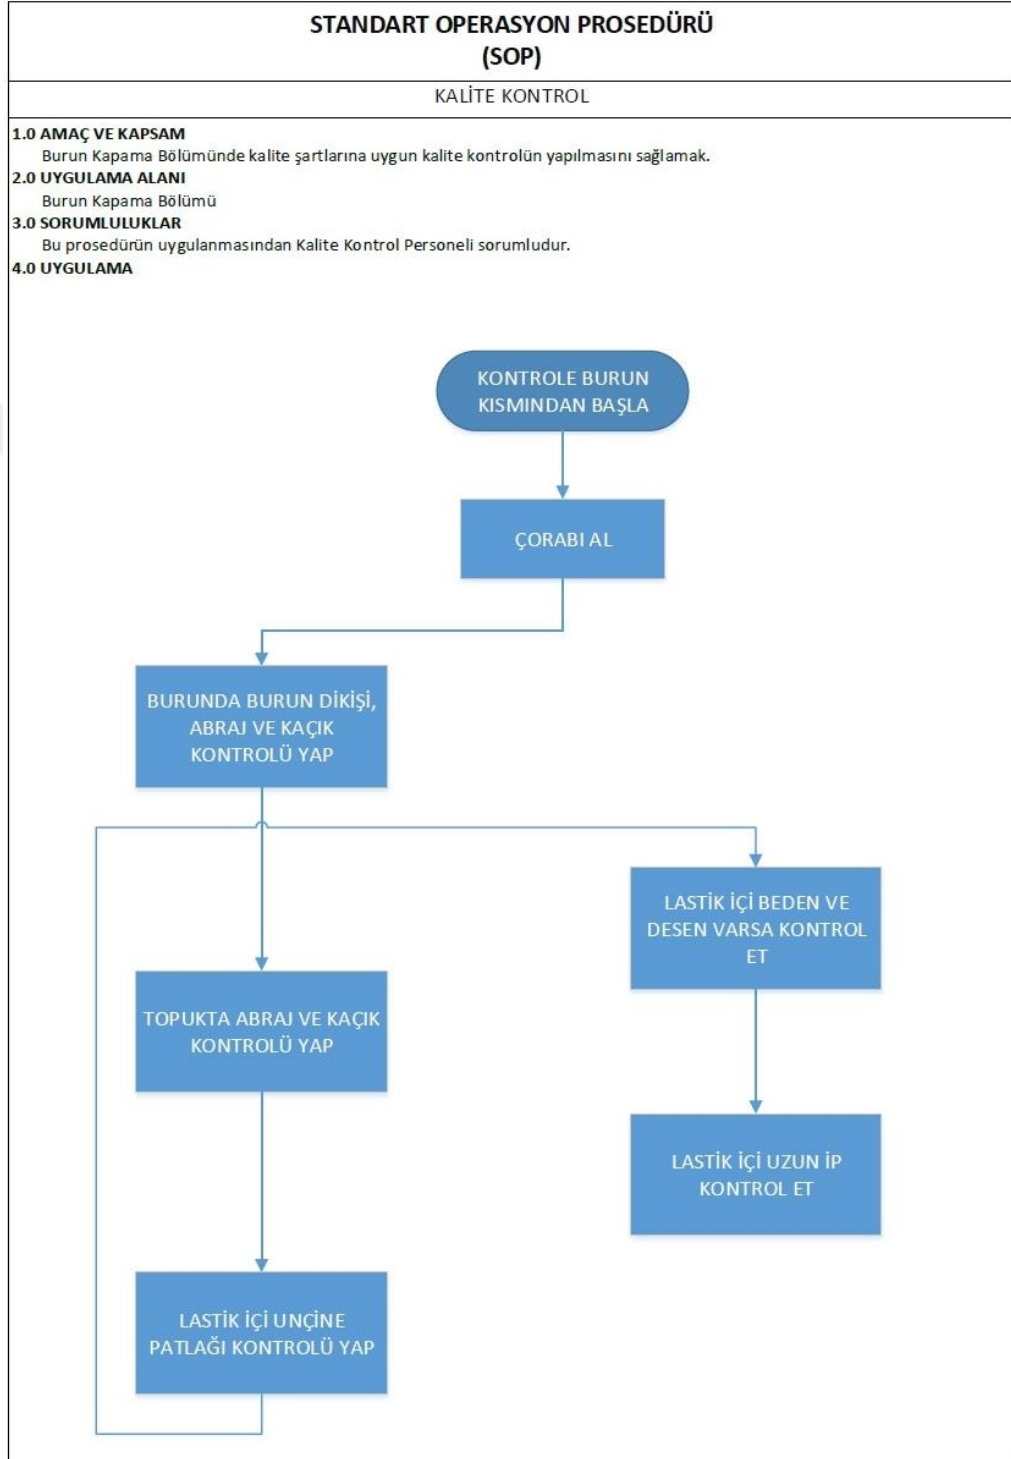 STANDART OPERASYON PROSEDÜRÜ
(SOP)
KALİTE KONTROL
1.0 AMAÇ VE KAPSAM
Burun Kapama Bölümünde kalite şartlarına uygun kalite kontrolün yapılmasını sağlamak.
2.0 UYGULAMA ALANI
Burun Kapama Bölümü
3.0 SORUMLULUKLAR
Bu prosedürün uygulanmasından Kalite Kontrol Personeli sorumludur.
4.0 UYGULAMA
KONTROLE BURUN
KISMINDAN BAŞLA
ÇORABI AL
BURUNDA BURUN DİKİŞİ,
ABRAJ VE KAÇIK
KONTROLÜ YAP
TOPUKTA ABRAJ VE KAÇIK
KONTROLÜ YAP
LASTİK İÇİ UNÇİNE
PATLAĞI KONTROLÜ YAP
LASTİK İÇİ BEDEN VE
DESEN VARSA KONTROL
ET
LASTİK İÇİ UZUN İP
KONTROL ET